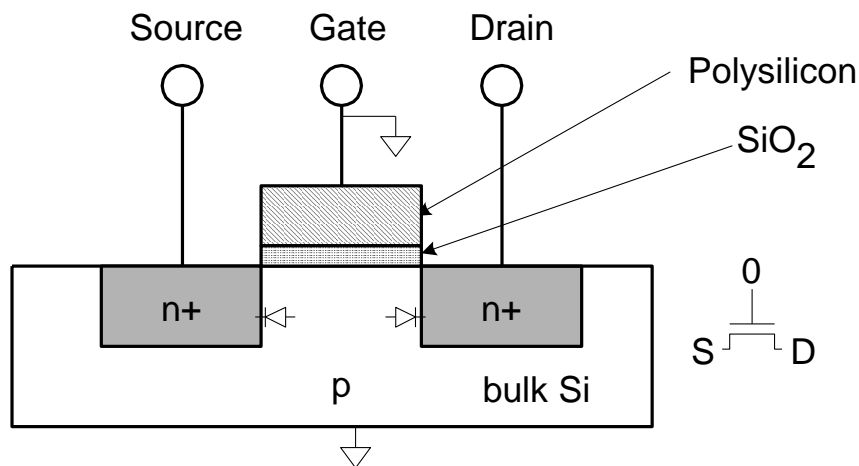 Source Gate Drain
Polysilicon
SiO2
0
n+ n+
S D
p bulk Si